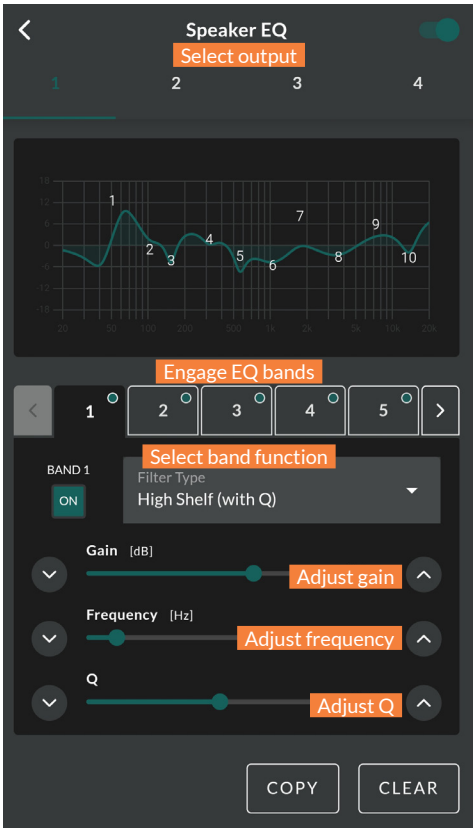 Speaker EQ
Select output
1 2 3 4
18
12
6
0
-6
-12
-18
1 2 3 4 5 6 7 8 9 10
20 50 100 200 500 1k 2k 5k 10k 20k
Engage EQ bands
1 2 3 4 5
Select band function
BAND 1
ON
Filter Type
High Shelf (with Q)
Gain [dB]
Adjust gain
Frequency [Hz]
Adjust frequency
Q
Adjust Q
COPY CLEAR